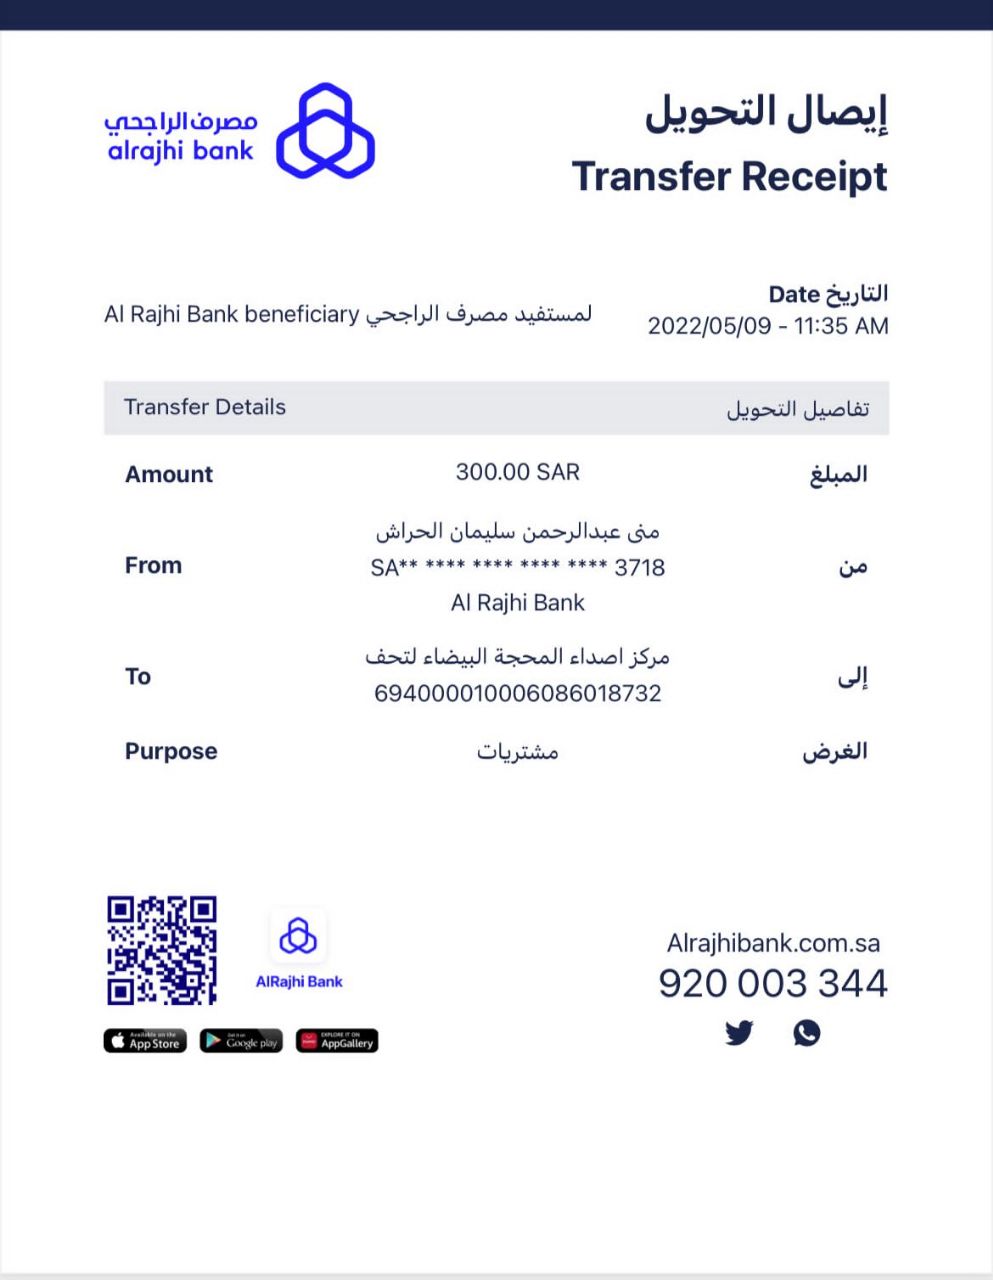 إيصال التحويل
Transfer Receipt
مصرف الراجحي
alrajhi bank
التاريخ Date
2022/05/09 - 11:35 AM
لمستفيد مصرف الراجحي Al Rajhi Bank beneficiary
Transfer Details تفاصيل التحويل
Amount 300.00 SAR المبلغ
منى عبدالرحمن سليمان الحراش
From SA** **** **** **** **** 3718 من
Al Rajhi Bank
مركز اصداء المحجة البيضاء لتحف
To إلى
694000010006086018732
Purpose مشتريات الغرض
AlRajhi Bank
Available on the App Store
Get it on Google play
EXPLORE IT ON AppGallery
Alrajhibank.com.sa
920 003 344